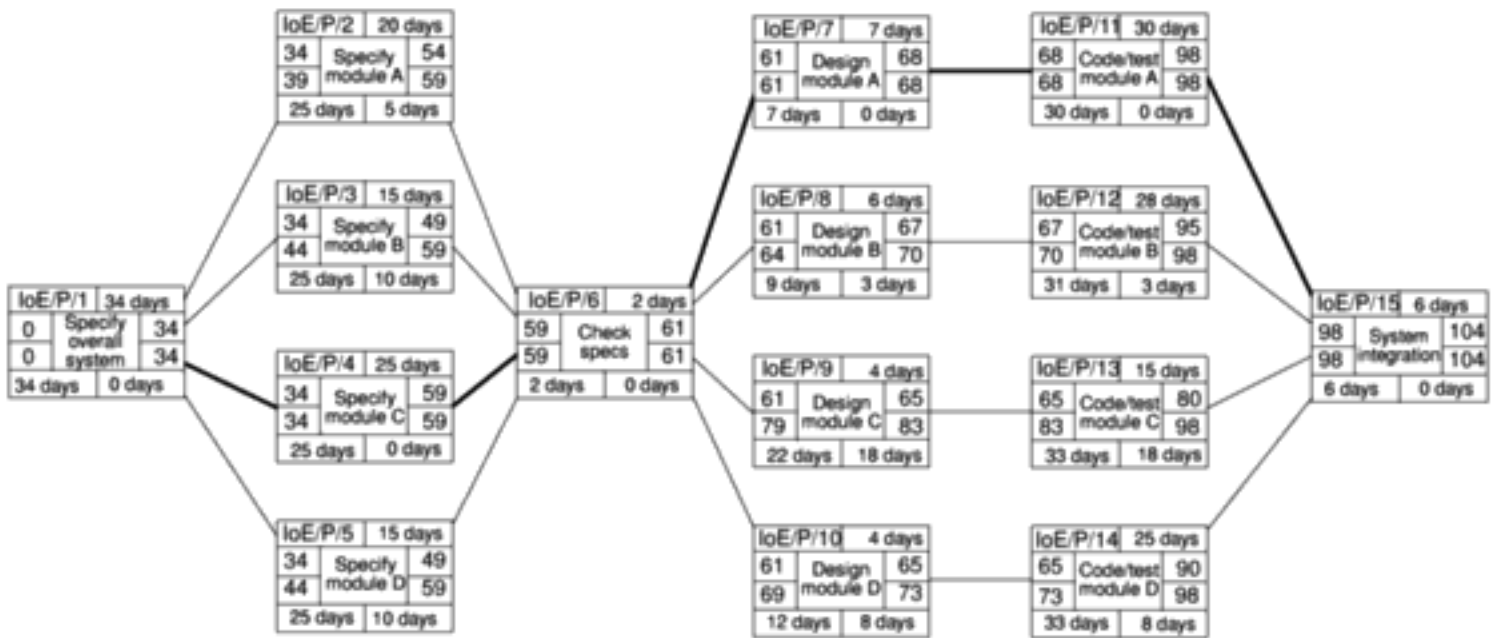 IoE/P/1 34 days
0 Specify 34
overall
0 system 34
34 days 0 days
IoE/P/2 20 days
34 Specify 54
39 module A 59
25 days 5 days
IoE/P/3 15 days
34 Specify 49
44 module B 59
25 days 10 days
IoE/P/4 25 days
34 Specify 59
34 module C 59
25 days 0 days
IoE/P/5 15 days
34 Specify 49
44 module D 59
25 days 10 days
IoE/P/6 2 days
59 Check 61
59 specs 61
2 days 0 days
IoE/P/7 7 days
61 Design 68
61 module A 68
7 days 0 days
IoE/P/8 6 days
61 Design 67
64 module B 70
9 days 3 days
IoE/P/9 4 days
61 Design 65
79 module C 83
22 days 18 days
IoE/P/10 4 days
61 Design 65
69 module D 73
12 days 8 days
IoE/P/11 30 days
68 Code/test 98
68 module A 98
30 days 0 days
IoE/P/12 28 days
67 Code/test 95
70 module B 98
31 days 3 days
IoE/P/13 15 days
65 Code/test 80
83 module C 98
33 days 18 days
IoE/P/14 25 days
65 Code/test 90
73 module D 98
33 days 8 days
IoE/P/15 6 days
98 System 104
98 integration 104
6 days 0 days